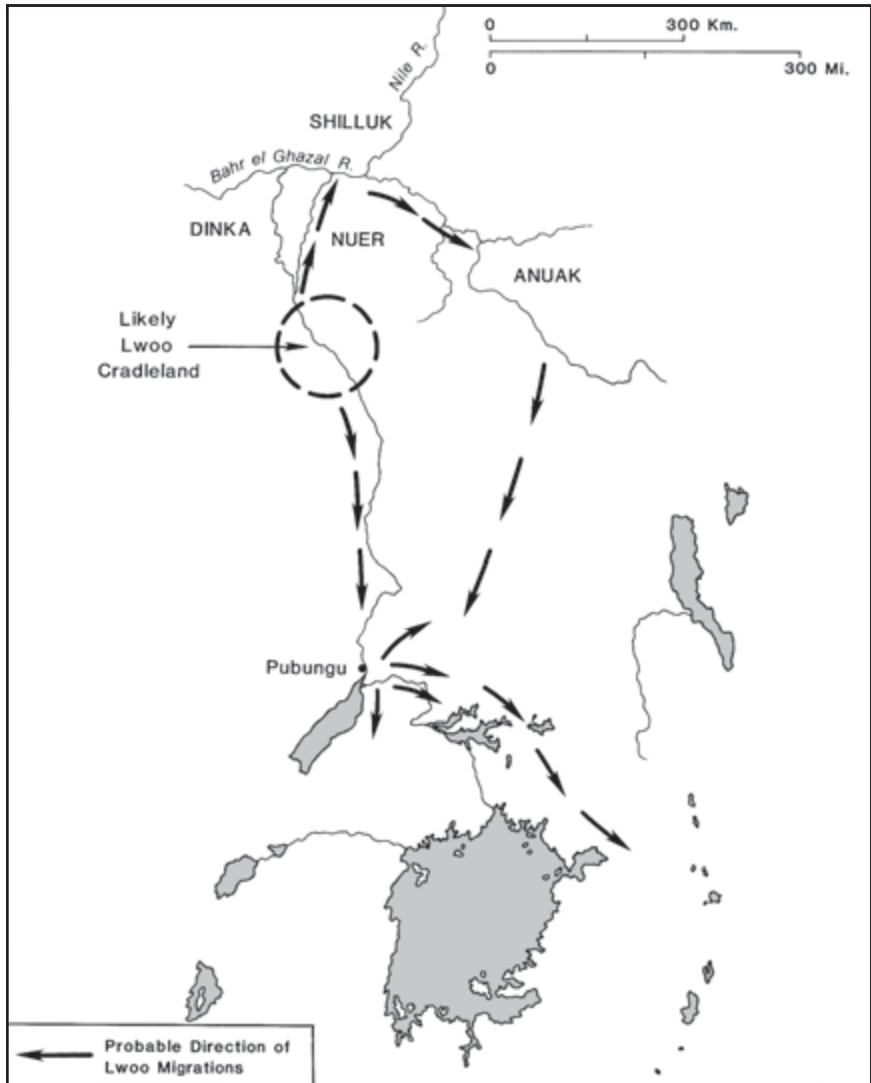 0 300 Km.
0 300 Mi.
Nile R.
SHILLUK
Bahr el Ghazal R.
DINKA
NUER
ANUAK
Likely
Lwoo
Cradleland
Pubungu
Probable Direction of
Lwoo Migrations